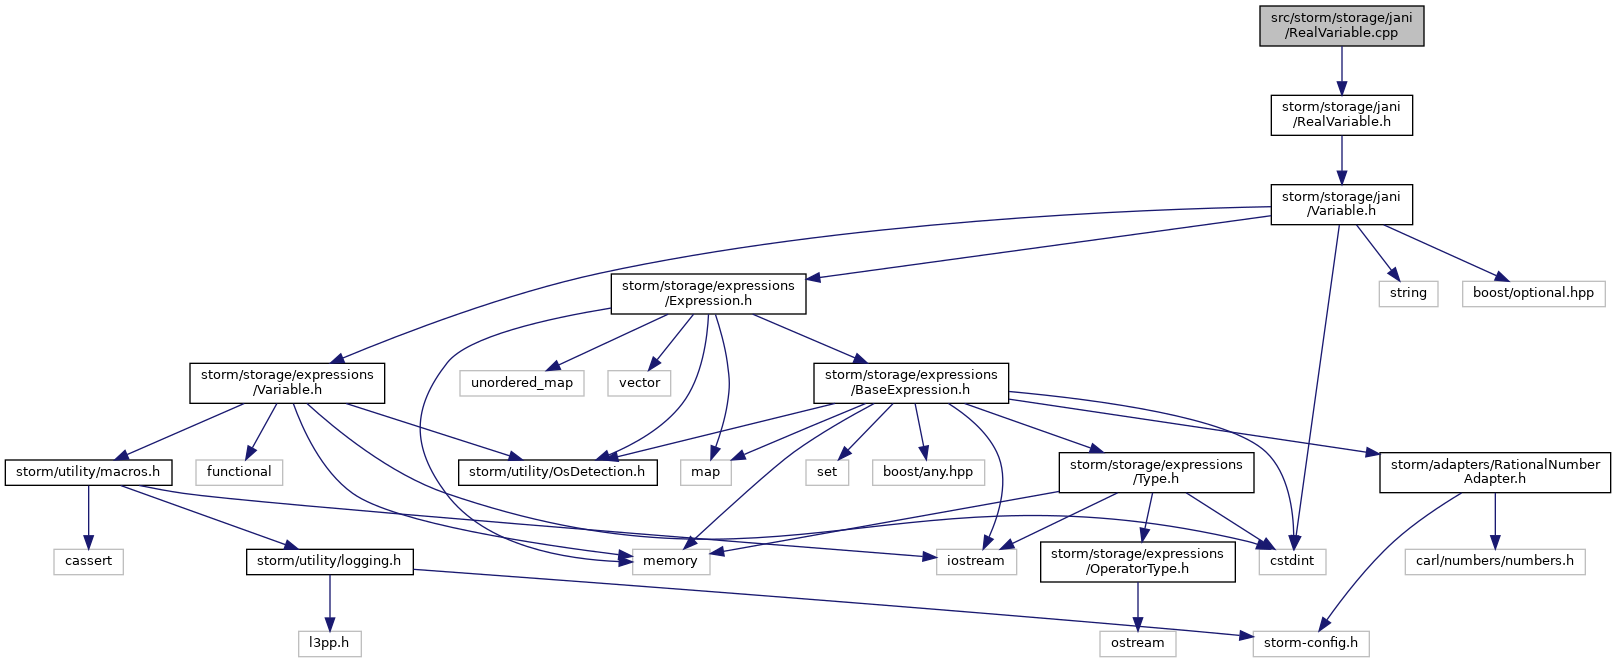 src/storm/storage/jani
/RealVariable.cpp
storm/storage/jani
/RealVariable.h
storm/storage/jani
/Variable.h
storm/storage/expressions
/Expression.h
string
boost/optional.hpp
storm/storage/expressions
/Variable.h
unordered_map
vector
storm/storage/expressions
/BaseExpression.h
storm/utility/macros.h
functional
storm/utility/OsDetection.h
map
set
boost/any.hpp
storm/storage/expressions
/Type.h
storm/adapters/RationalNumber
Adapter.h
cassert
storm/utility/logging.h
memory
iostream
storm/storage/expressions
/OperatorType.h
cstdint
carl/numbers/numbers.h
l3pp.h
ostream
storm-config.h